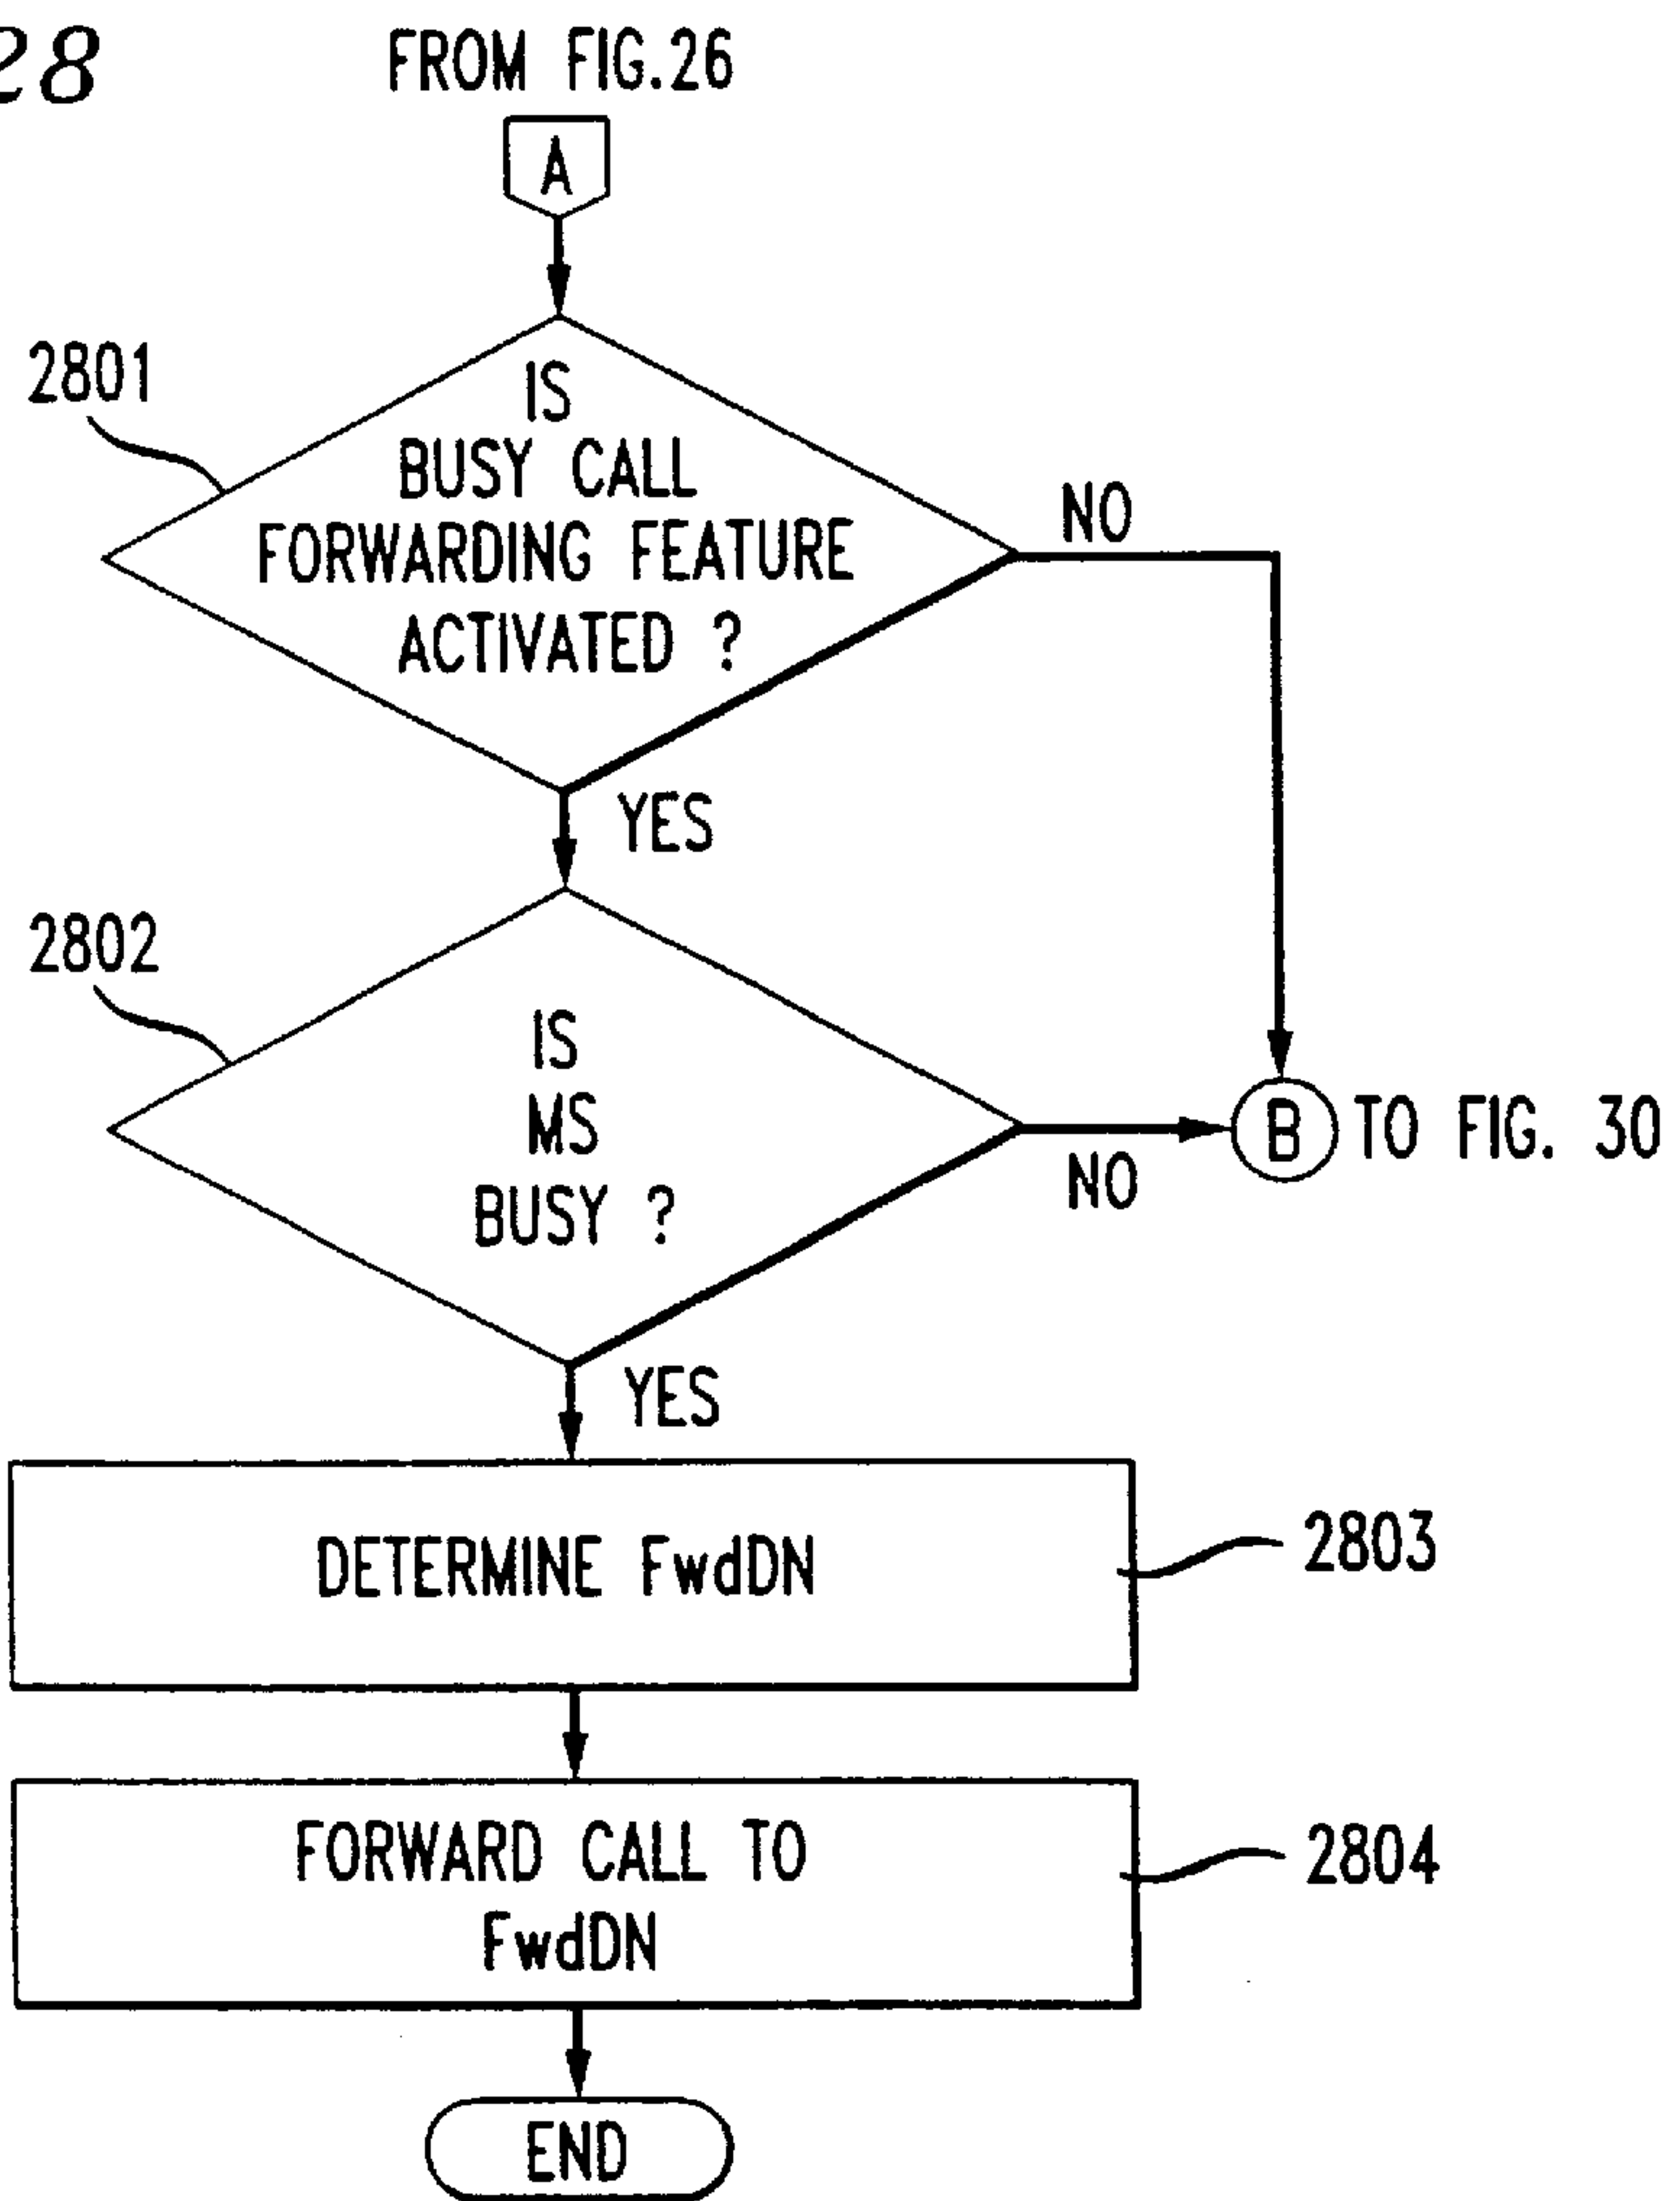 28
FROM FIG.26
A
2801
IS
BUSY CALL
FORWARDING FEATURE
ACTIVATED ?
NO
YES
2802
IS
MS
BUSY ?
NO
B
TO FIG. 30
YES
DETERMINE FwdDN
2803
FORWARD CALL TO
FwdDN
2804
END